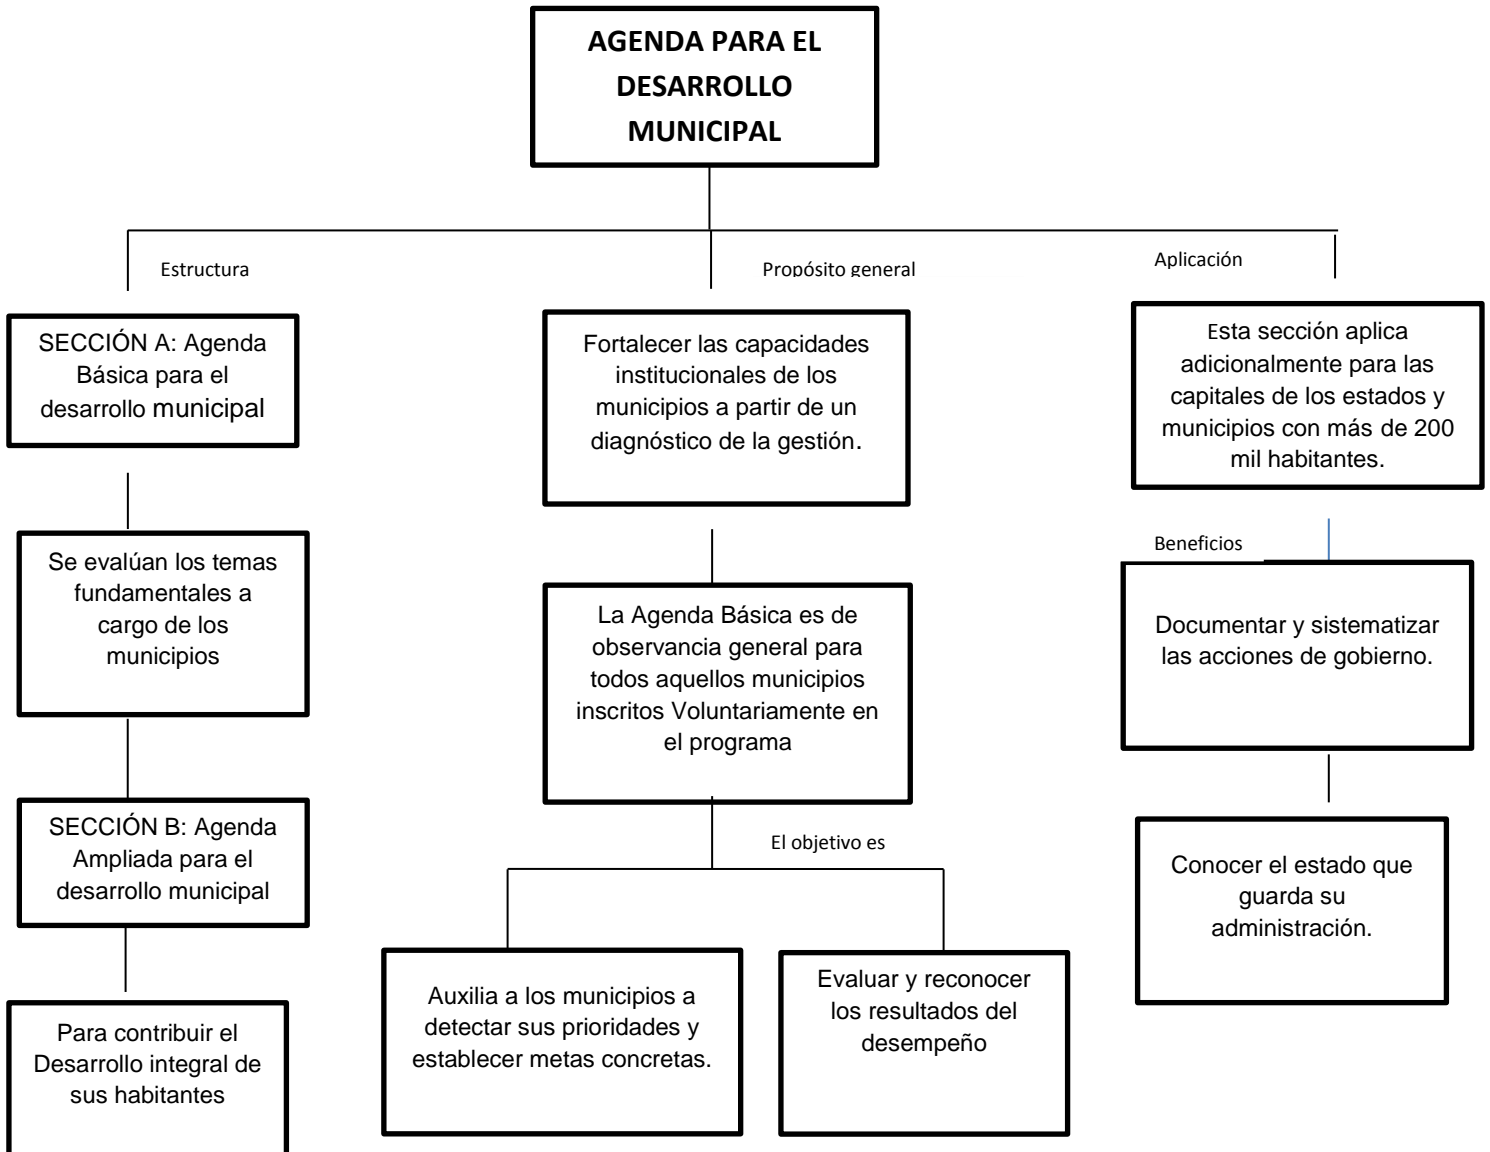 AGENDA PARA EL
DESARROLLO
MUNICIPAL
Estructura
Propósito general
Aplicación
SECCIÓN A: Agenda
Básica para el
desarrollo municipal
Fortalecer las capacidades
institucionales de los
municipios a partir de un
diagnóstico de la gestión.
Esta sección aplica
adicionalmente para las
capitales de los estados y
municipios con más de 200
mil habitantes.
Se evalúan los temas
fundamentales a
cargo de los
municipios
La Agenda Básica es de
observancia general para
todos aquellos municipios
inscritos Voluntariamente en
el programa
Beneficios
Documentar y sistematizar
las acciones de gobierno.
SECCIÓN B: Agenda
Ampliada para el
desarrollo municipal
El objetivo es
Conocer el estado que
guarda su
administración.
Para contribuir el
Desarrollo integral de
sus habitantes
Auxilia a los municipios a
detectar sus prioridades y
establecer metas concretas.
Evaluar y reconocer
los resultados del
desempeño